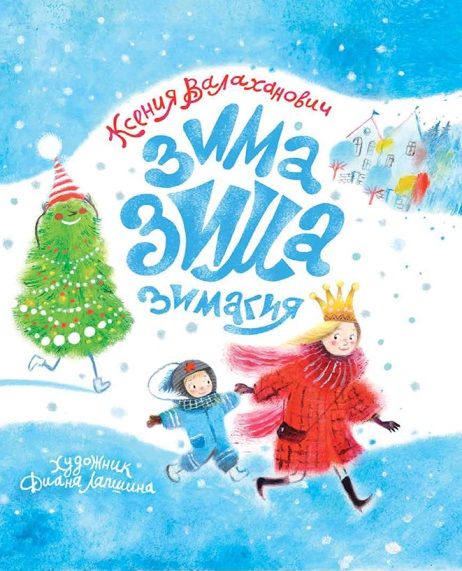 Ксения Валаханович
Зима
Зима
Зимагия
Художник
Диана Лапшина